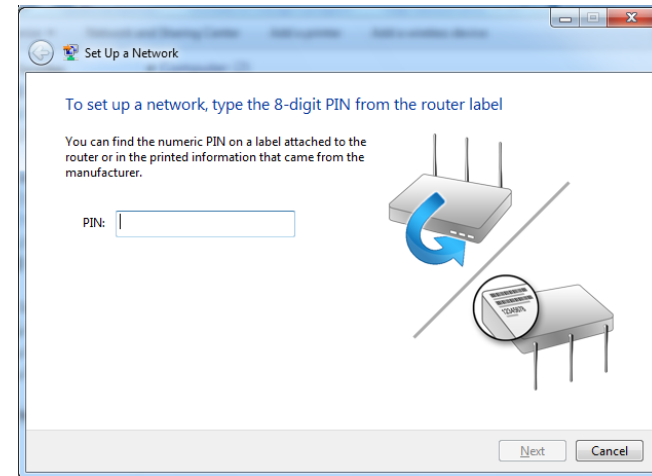 Set Up a Network
To set up a network, type the 8-digit PIN from the router label
You can find the numeric PIN on a label attached to the
router or in the printed information that came from the
manufacturer.
PIN:
12345678
Next
Cancel